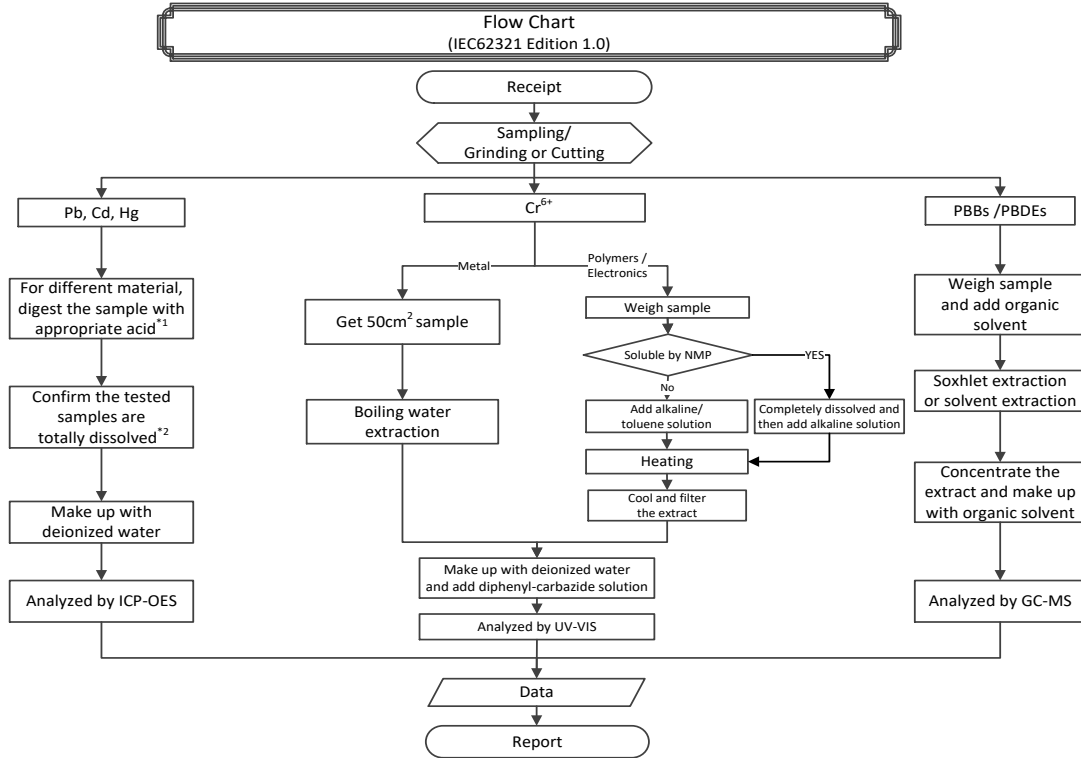 Flow Chart
(IEC62321 Edition 1.0)
Receipt
Sampling/
Grinding or Cutting
Pb, Cd, Hg
Cr6+
PBBs /PBDEs
Metal
Polymers /
Electronics
For different material,
digest the sample with
appropriate acid*1
Get 50cm2 sample
Weigh sample
Weigh sample
and add organic
solvent
Soluble by NMP
YES
No
Confirm the tested
samples are
totally dissolved*2
Boiling water
extraction
Add alkaline/
toluene solution
Completely dissolved and
then add alkaline solution
Soxhlet extraction
or solvent extraction
Heating
Cool and filter
the extract
Concentrate the
extract and make up
with organic solvent
Make up with
deionized water
Make up with deionized water
and add diphenyl-carbazide solution
Analyzed by ICP-OES
Analyzed by UV-VIS
Analyzed by GC-MS
Data
Report